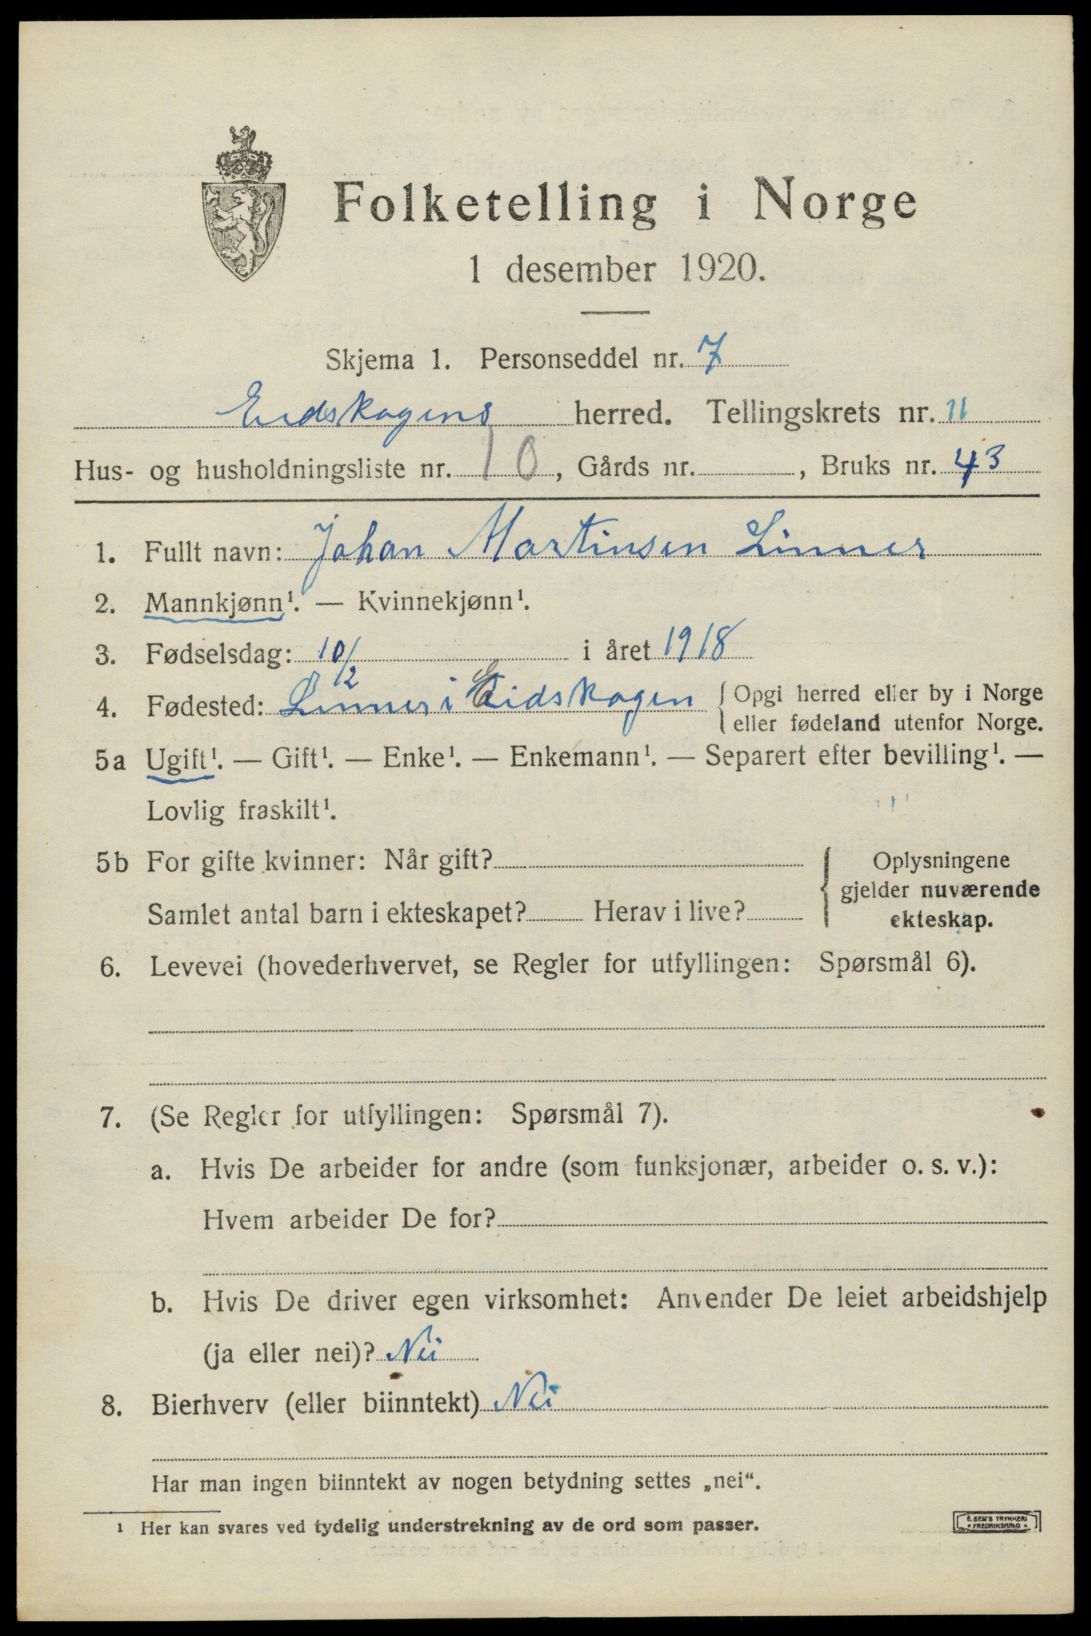 Folketelling i Norge
1 desember 1920.
Skjema 1. Personseddel nr. 7
Eidskogens herred. Tellingskrets nr. 11
Hus- og husholdningsliste nr. 10, Gårds nr. , Bruks nr. 43
1. Fullt navn: Johan Martinsen Linner
2. Mannkjønn¹. — Kvinnekjønn¹.
3. Fødselsdag: 10/2 i året 1918
4. Fødested: Linner i Eidskogen {Opgi herred eller by i Norge
eller fødeland utenfor Norge.
5a Ugift¹. — Gift¹. — Enke¹. — Enkemann¹. — Separert efter bevilling¹. —
Lovlig fraskilt¹.
5b For gifte kvinner: Når gift?
Samlet antal barn i ekteskapet? Herav i live?
Oplysningene
gjelder nuværende
ekteskap.
6. Levevei (hovederhvervet, se Regler for utfyllingen: Spørsmål 6).
7. (Se Regler for utfyllingen: Spørsmål 7).
a. Hvis De arbeider for andre (som funksjonær, arbeider o. s. v.):
Hvem arbeider De for?
b. Hvis De driver egen virksomhet: Anvender De leiet arbeidshjelp
(ja eller nei)? Nei
8. Bierhverv (eller biinntekt) Nei
Har man ingen biinntekt av nogen betydning settes „nei“.
¹ Her kan svares ved tydelig understrekning av de ord som passer.
E. SEM'S TRYKKERI
FREDRIKSHALD